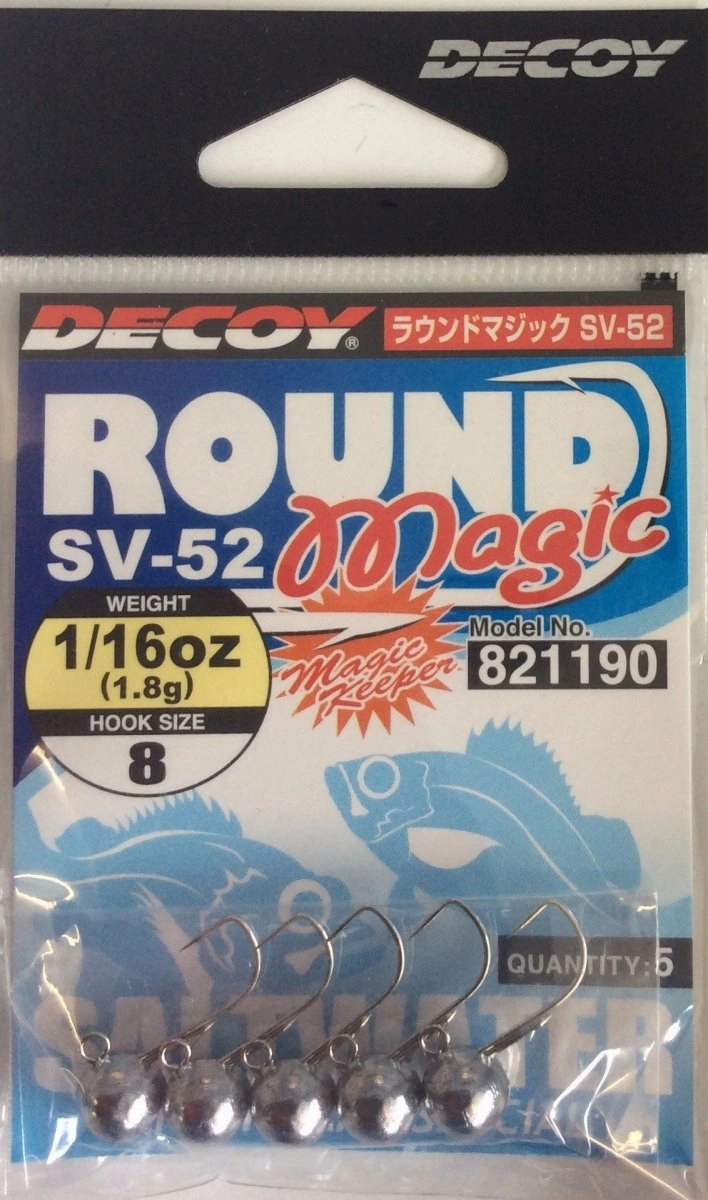 DECOY
DECOY®
ラウンドマジック SV-52
ROUND
Magic
SV-52
WEIGHT
1/16oz
(1.8g)
HOOK SIZE
8
Magic
Keeper
Model No.
821190
QUANTITY:5
SALTWATER